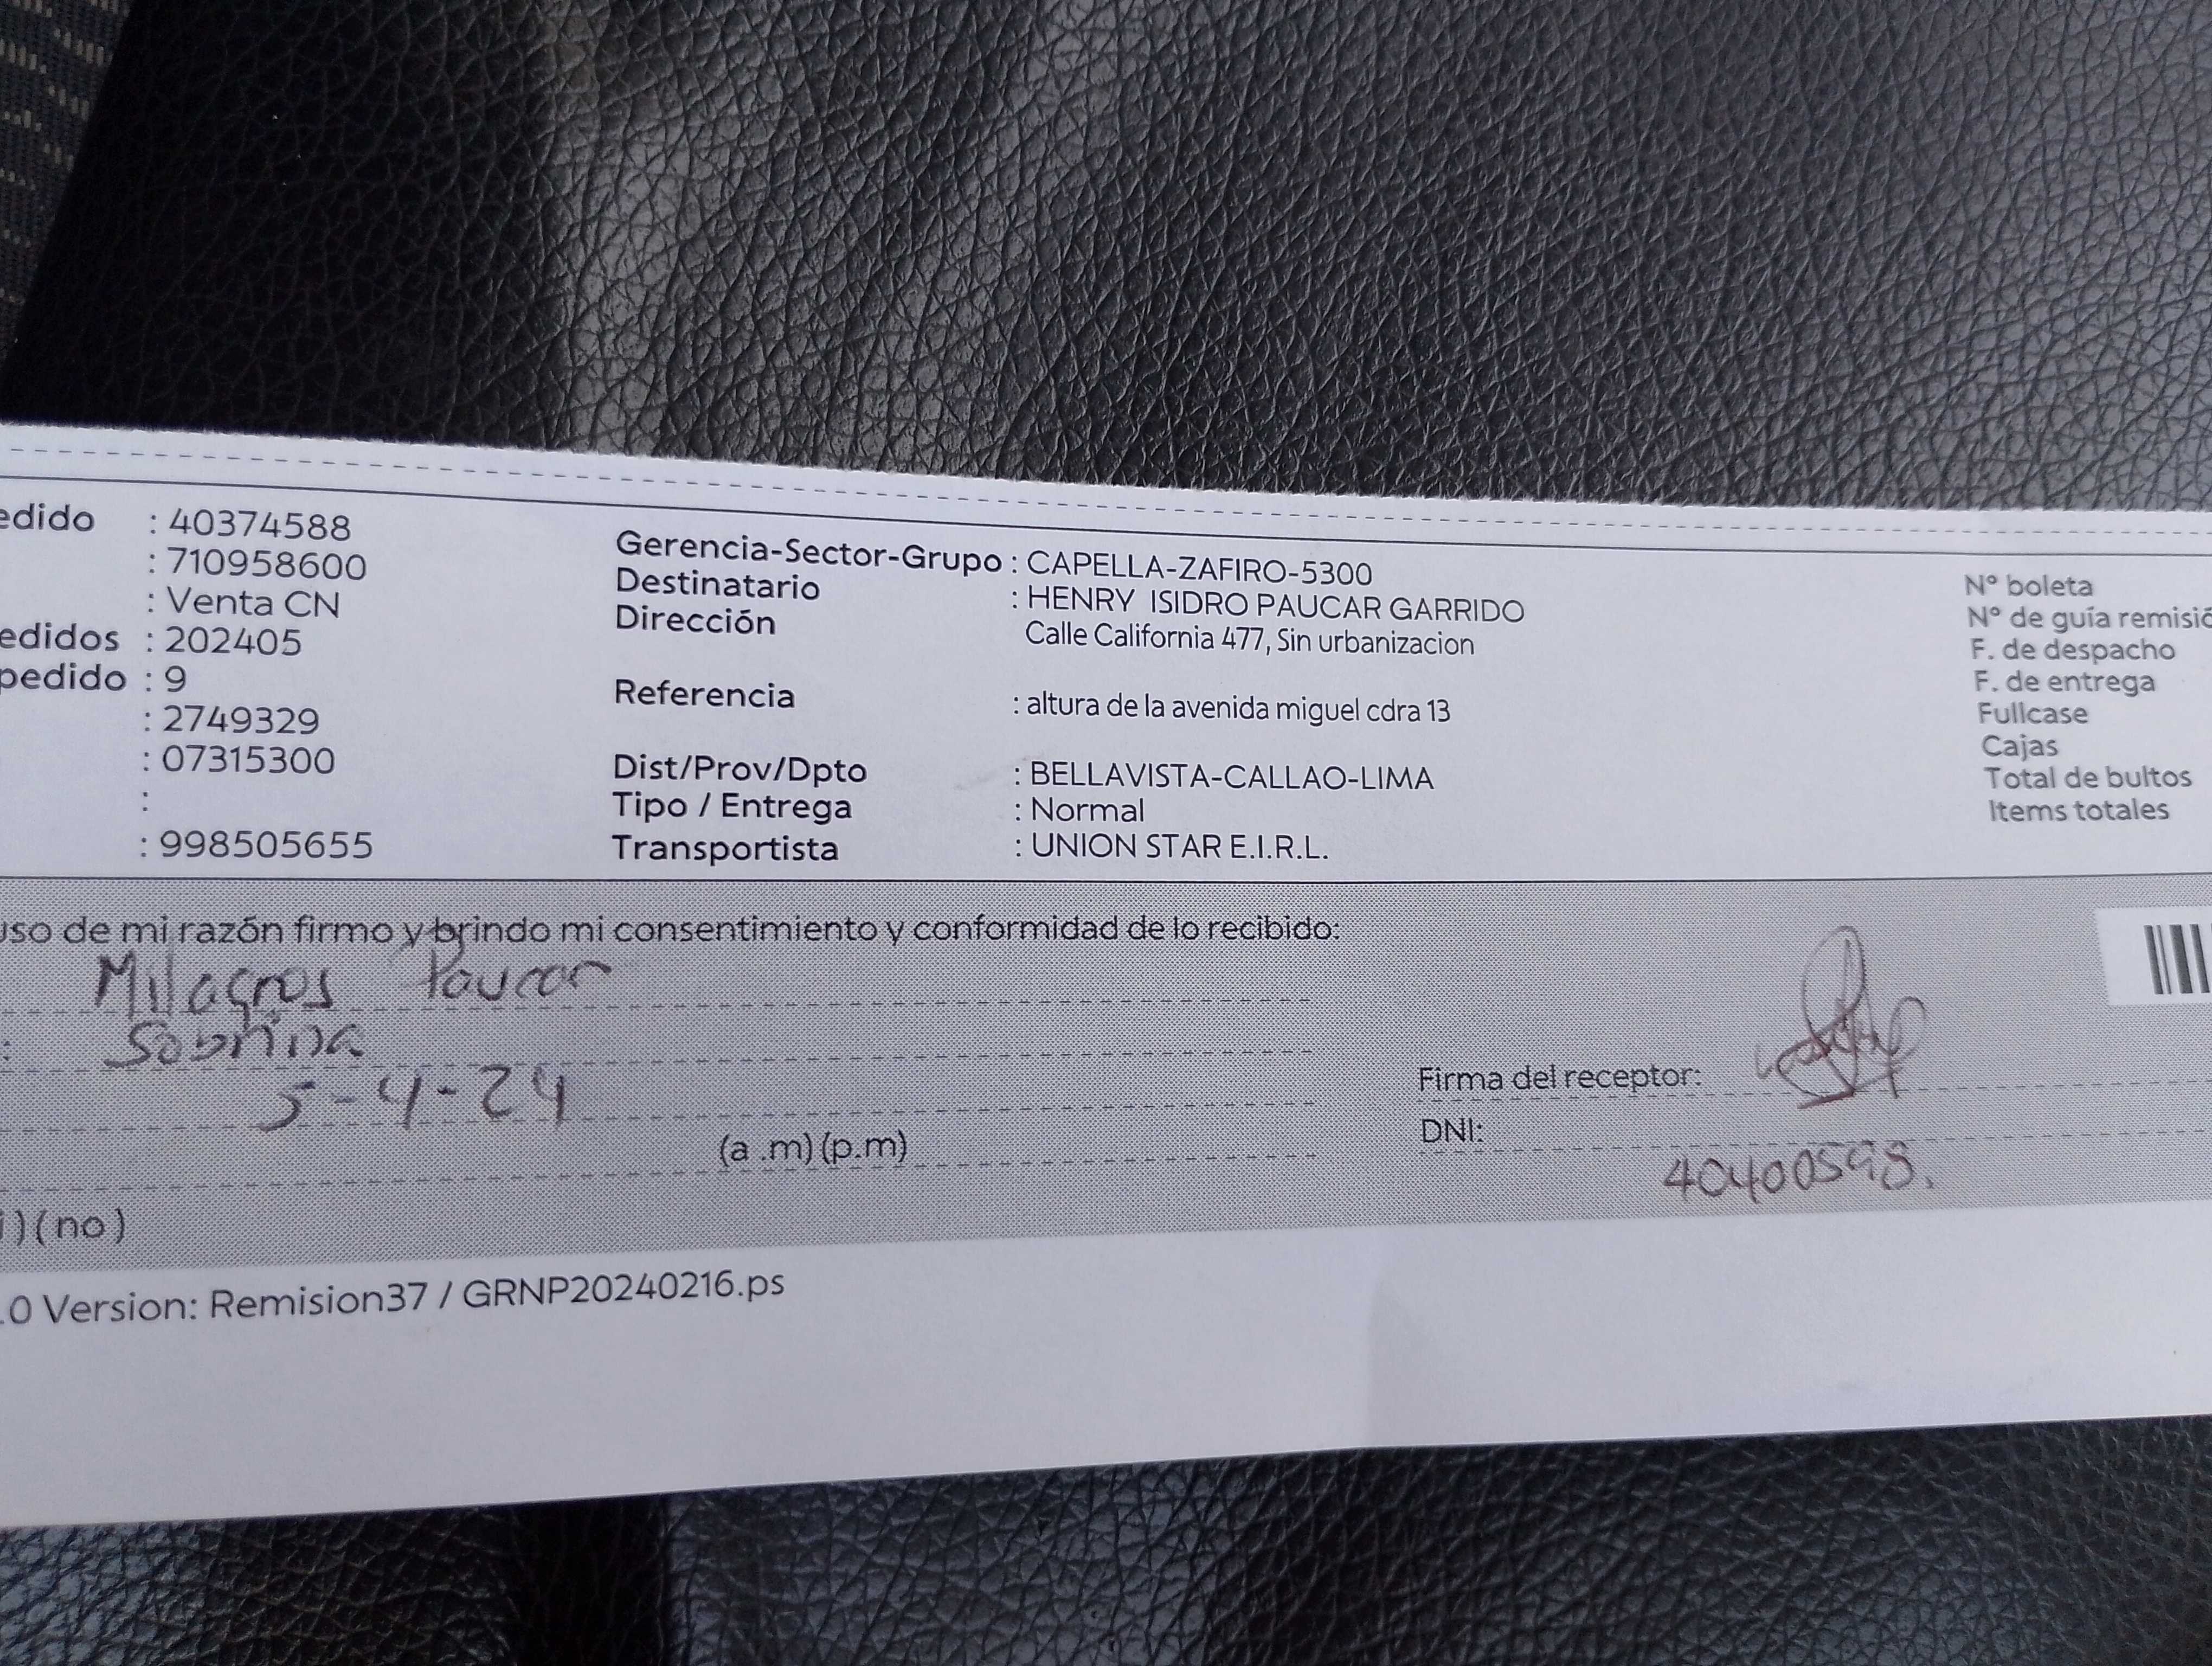 edido : 40374588
: 710958600
: Venta CN
edidos : 202405
pedido : 9
: 2749329
: 07315300
:
: 998505655
Gerencia-Sector-Grupo : CAPELLA-ZAFIRO-5300
Destinatario : HENRY ISIDRO PAUCAR GARRIDO
Dirección Calle California 477, Sin urbanizacion
Referencia : altura de la avenida miguel cdra 13
Dist/Prov/Dpto : BELLAVISTA-CALLAO-LIMA
Tipo / Entrega : Normal
Transportista : UNION STAR E.I.R.L.
N° boleta
N° de guía remisió
F. de despacho
F. de entrega
Fullcase
Cajas
Total de bultos
Items totales
uso de mi razón firmo y brindo mi consentimiento y conformidad de lo recibido:
Milagros Paucar
: Sobrina
5-4-24
(a .m) (p.m)
i) (no)
Firma del receptor:
DNI:
40400598.
.0 Version: Remision37 / GRNP20240216.ps